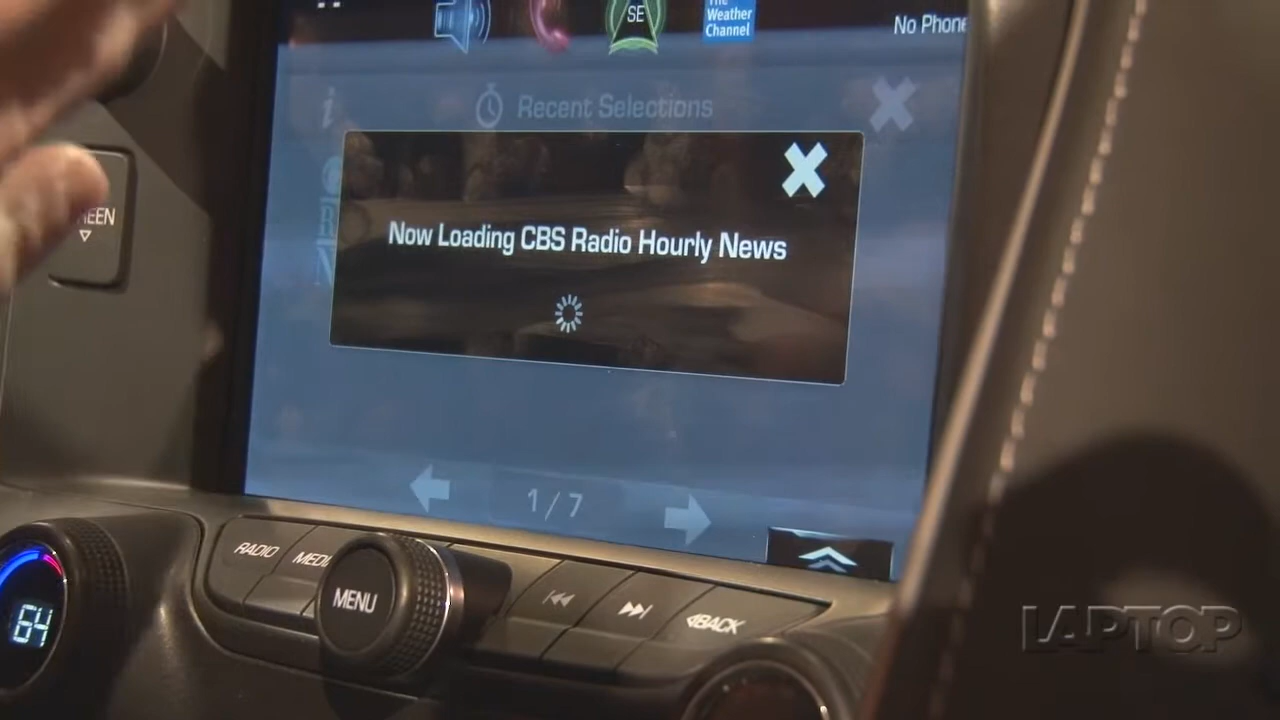 SE
The
Weather
Channel
No Phone
Recent Selections
Now Loading CBS Radio Hourly News
1/7
RADIO
MENU
BACK
64
LAPTOP